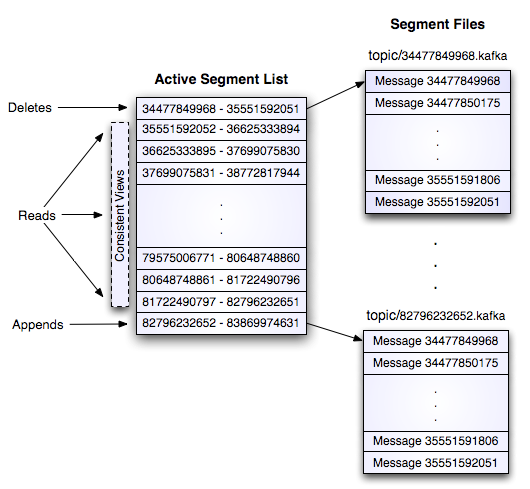 Segment Files
topic/34477849968.kafka
Active Segment List
Message 34477849968
Message 34477850175
.
.
.
Message 35551591806
Message 35551592051
Deletes
34477849968 - 35551592051
35551592052 - 36625333894
36625333895 - 37699075830
37699075831 - 38772817944
.
.
.
79575006771 - 80648748860
80648748861 - 81722490796
81722490797 - 82796232651
82796232652 - 83869974631
Consistent Views
Reads
Appends
.
.
.
topic/82796232652.kafka
Message 34477849968
Message 34477850175
.
.
.
Message 35551591806
Message 35551592051